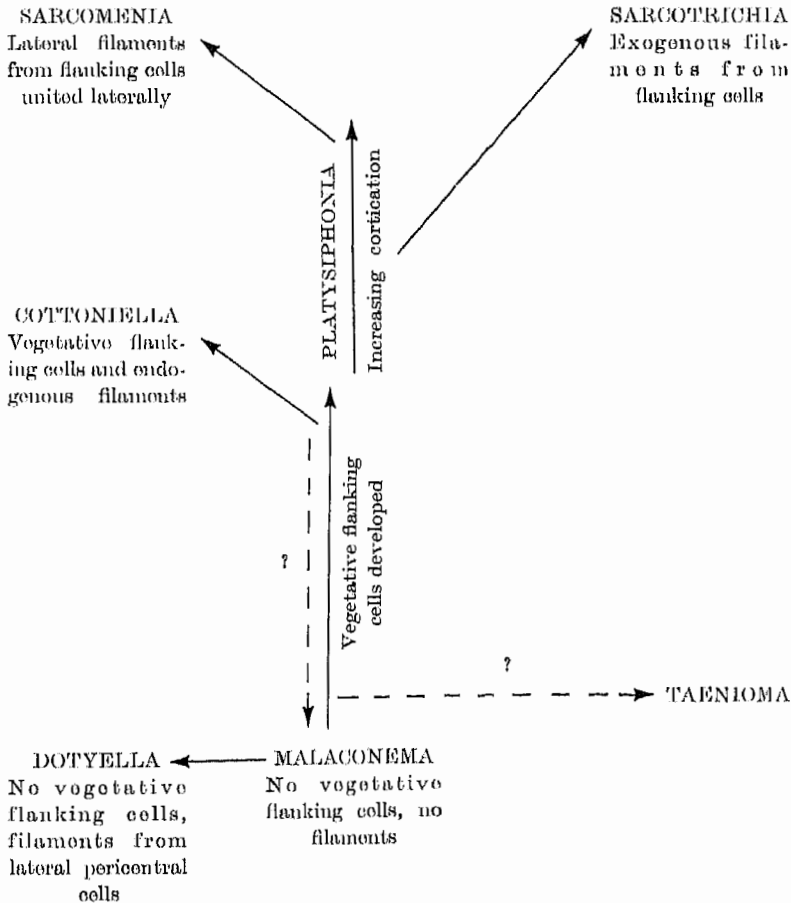 SARCOMENIA
Lateral filaments
from flanking cells
united laterally
SARCOTRICHIA
Exogenous fila-
ments from
flanking cells
PLATYSIPHONIA
Increasing cortication
COTTONIELLA
Vegetative flank-
ing cells and endo-
genous filaments
Vegetative flanking
cells developed
?
?
TAENIOMA
DOTYELLA
No vegetative
flanking cells,
filaments from
lateral pericentral
cells
MALACONEMA
No vegetative
flanking cells, no
filaments